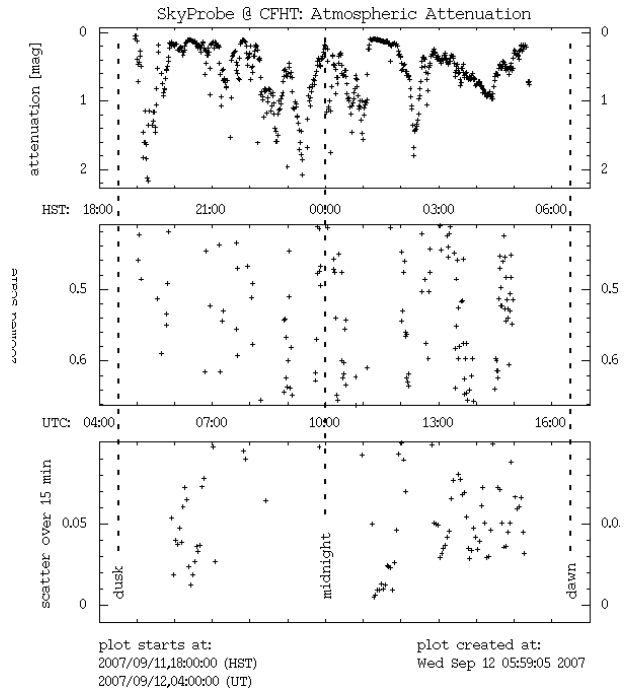 SkyProbe @ CFHT: Atmospheric Attenuation
attenuation [mag]
0
1
2
0
1
2
HST: 18:00 21:00 00:00 03:00 06:00
zoomed scale
0.5
0.6
0.5
0.6
UTC: 04:00 07:00 10:00 13:00 16:00
scatter over 15 min
0.05
0
0.0
0
dusk
midnight
dawn
plot starts at:
2007/09/11,18:00:00 (HST)
2007/09/12,04:00:00 (UT)
plot created at:
Wed Sep 12 05:59:05 2007